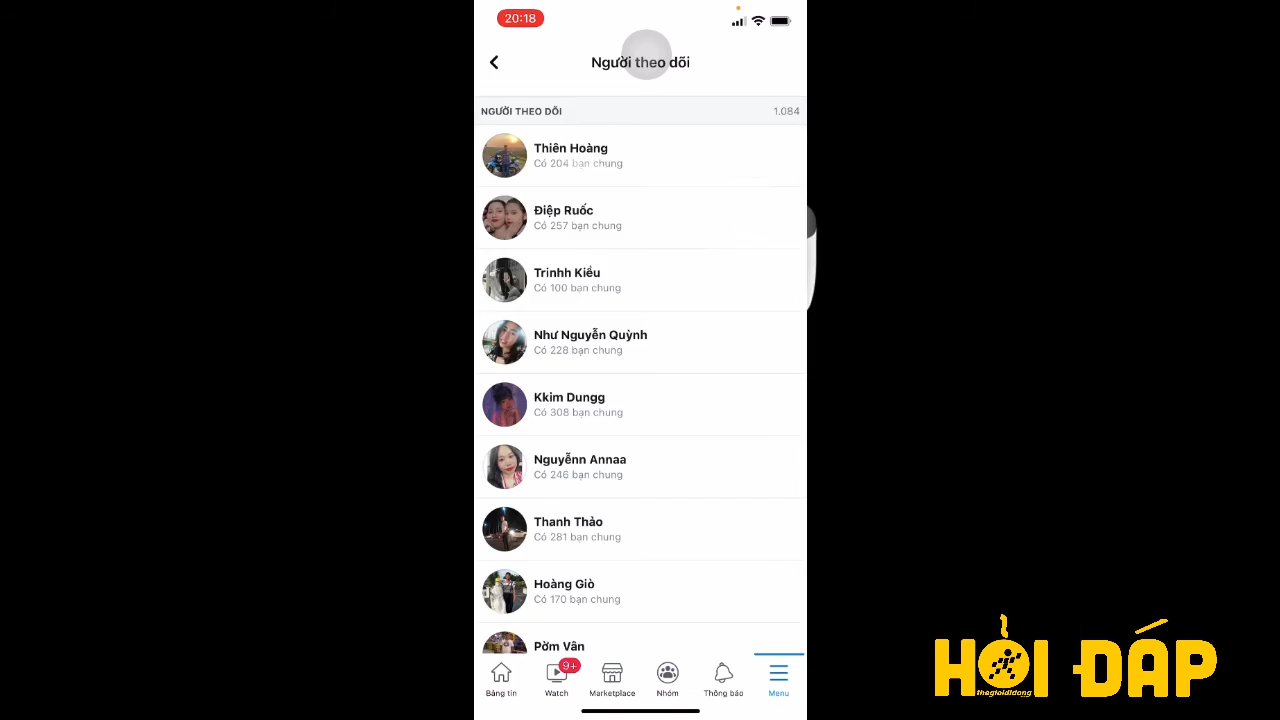 20:18
Người theo dõi
NGƯỜI THEO DÕI 1.084
Thiên Hoàng
Có 204 bạn chung
Điệp Ruốc
Có 257 bạn chung
Trinhh Kiều
Có 100 bạn chung
Như Nguyễn Quỳnh
Có 228 bạn chung
Kkim Dungg
Có 308 bạn chung
Nguyễnn Annaa
Có 246 bạn chung
Thanh Thảo
Có 281 bạn chung
Hoàng Giò
Có 170 bạn chung
Pờm Vân
9+
Bảng tin Watch Marketplace Nhóm Thông báo Menu
HỎI ĐÁP
thegioididong